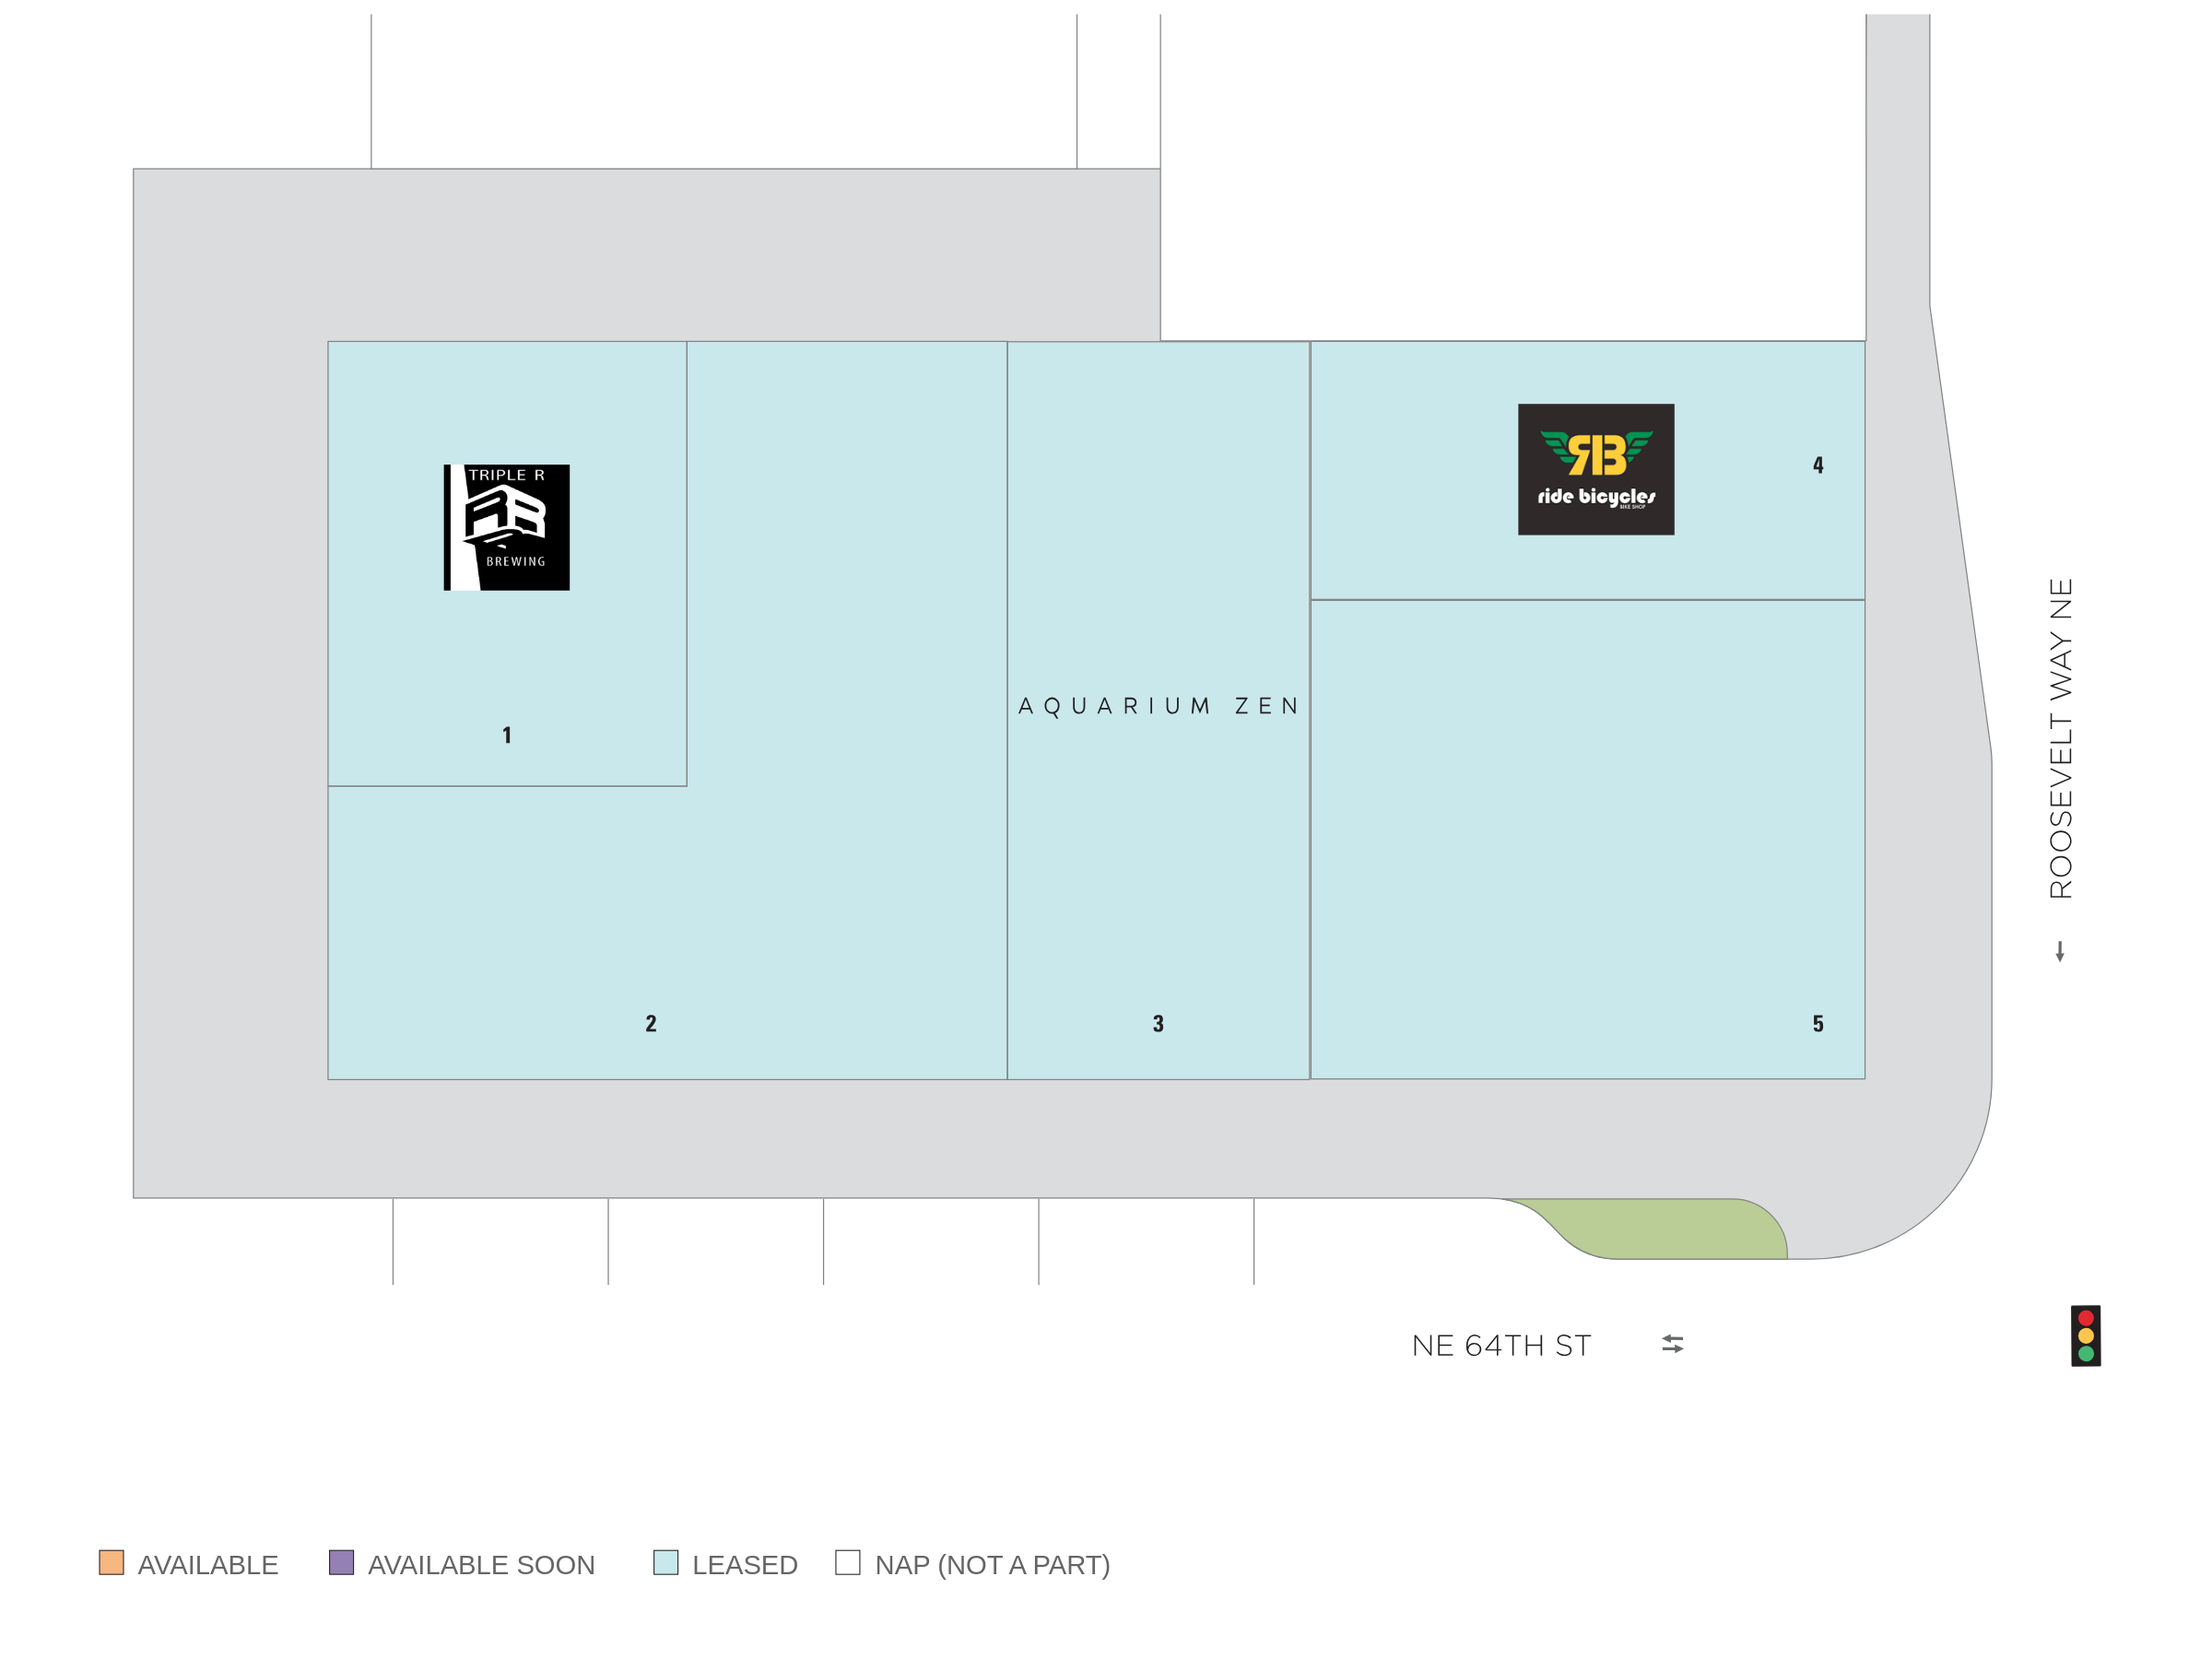 TRIPLE R
BREWING
1
2
AQUARIUM ZEN
3
RB
ride bicycles
BIKE SHOP
4
5
ROOSEVELT WAY NE
NE 64TH ST
AVAILABLE
AVAILABLE SOON
LEASED
NAP (NOT A PART)